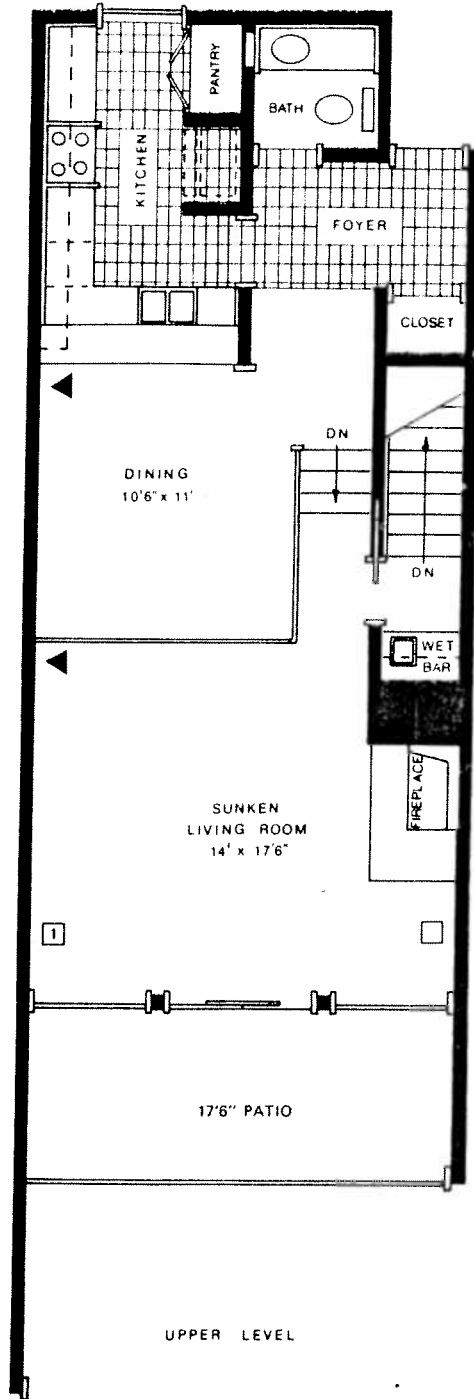 PANTRY
BATH
KITCHEN
FOYER
CLOSET
DN
DINING
10'6" x 11'
DN
WET
BAR
FIREPLACE
SUNKEN
LIVING ROOM
14' x 17'6"
1
17'6" PATIO
UPPER LEVEL